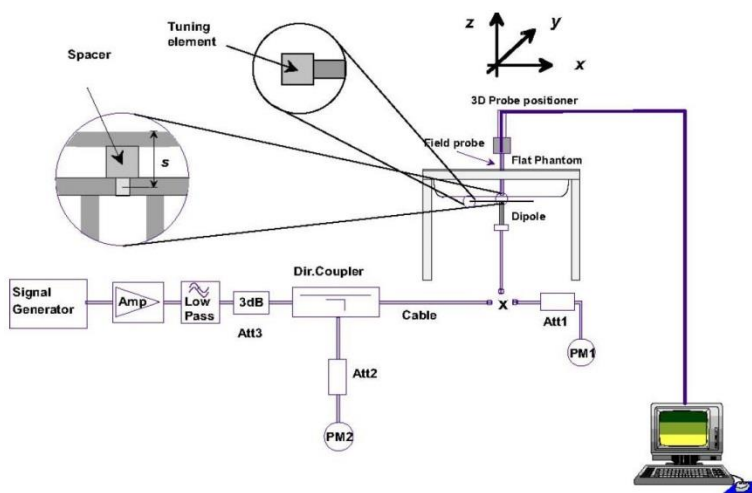 Tuning
element
Spacer
s
z
y
x
3D Probe positioner
Field probe
Flat Phantom
Dipole
Dir.Coupler
Signal
Generator
Amp
Low
Pass
3dB
Att3
Cable
x
Att1
PM1
Att2
PM2